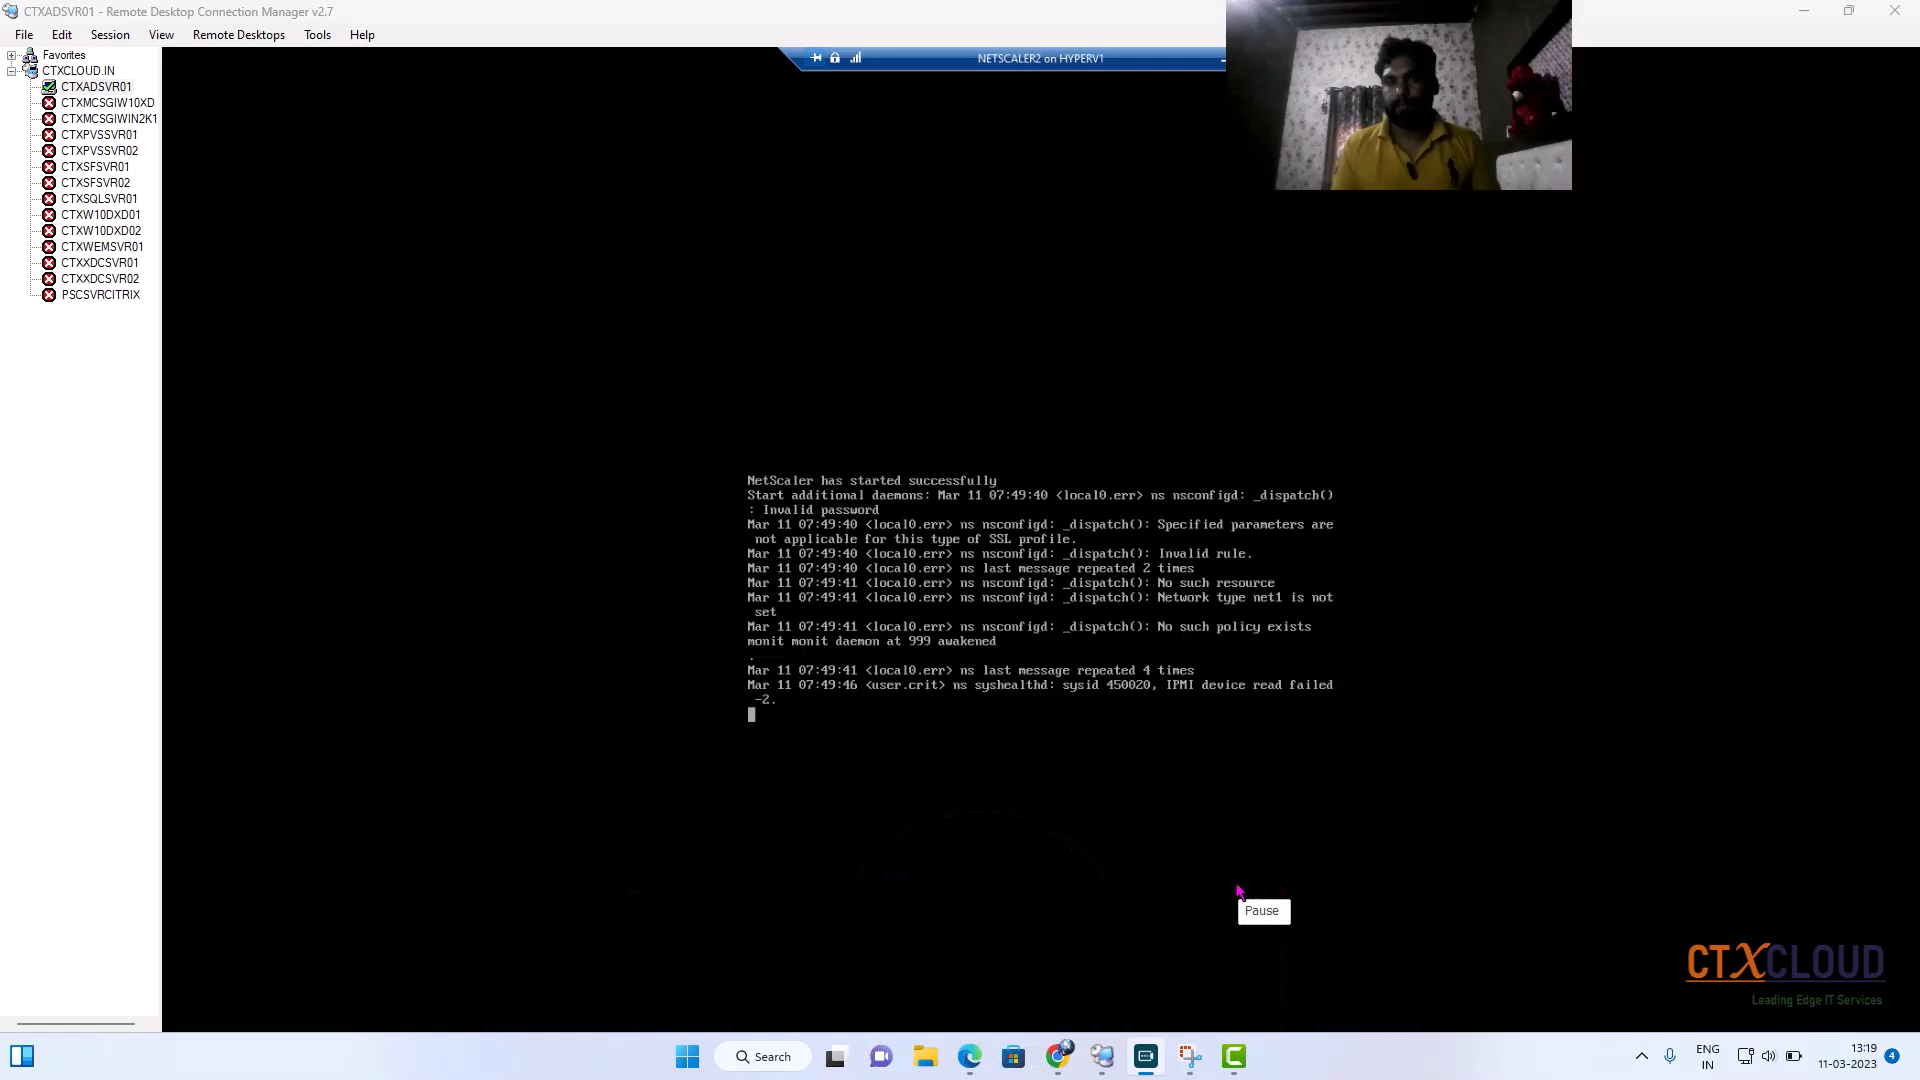 CTXADSVR01 - Remote Desktop Connection Manager v2.7
File Edit Session View Remote Desktops Tools Help
Favorites
CTXCLOUD.IN
CTXADSVR01
CTXMCSGIW10XD
CTXMCSGIWIN2K1
CTXPVSSVR01
CTXPVSSVR02
CTXSFSVR01
CTXSFSVR02
CTXSQLSVR01
CTXW10DXD01
CTXW10DXD02
CTXWEMSVR01
CTXXDCSVR01
CTXXDCSVR02
PSCSVRCITRIX
NETSCALER2 on HYPERV1
NetScaler has started successfully
Start additional daemons: Mar 11 07:49:40 <local0.err> ns nsconfigd: _dispatch()
: Invalid password
Mar 11 07:49:40 <local0.err> ns nsconfigd: _dispatch(): Specified parameters are
not applicable for this type of SSL profile.
Mar 11 07:49:40 <local0.err> ns nsconfigd: _dispatch(): Invalid rule.
Mar 11 07:49:40 <local0.err> ns last message repeated 2 times
Mar 11 07:49:41 <local0.err> ns nsconfigd: _dispatch(): No such resource
Mar 11 07:49:41 <local0.err> ns nsconfigd: _dispatch(): Network type net1 is not
set
Mar 11 07:49:41 <local0.err> ns nsconfigd: _dispatch(): No such policy exists
monit monit daemon at 999 awakened
.
Mar 11 07:49:41 <local0.err> ns last message repeated 4 times
Mar 11 07:49:46 <user.crit> ns syshealthd: sysid 450020, IPMI device read failed
-2.
Pause
CTXCLOUD
Leading Edge IT Services
Search
ENG
IN
13:19
11-03-2023
4